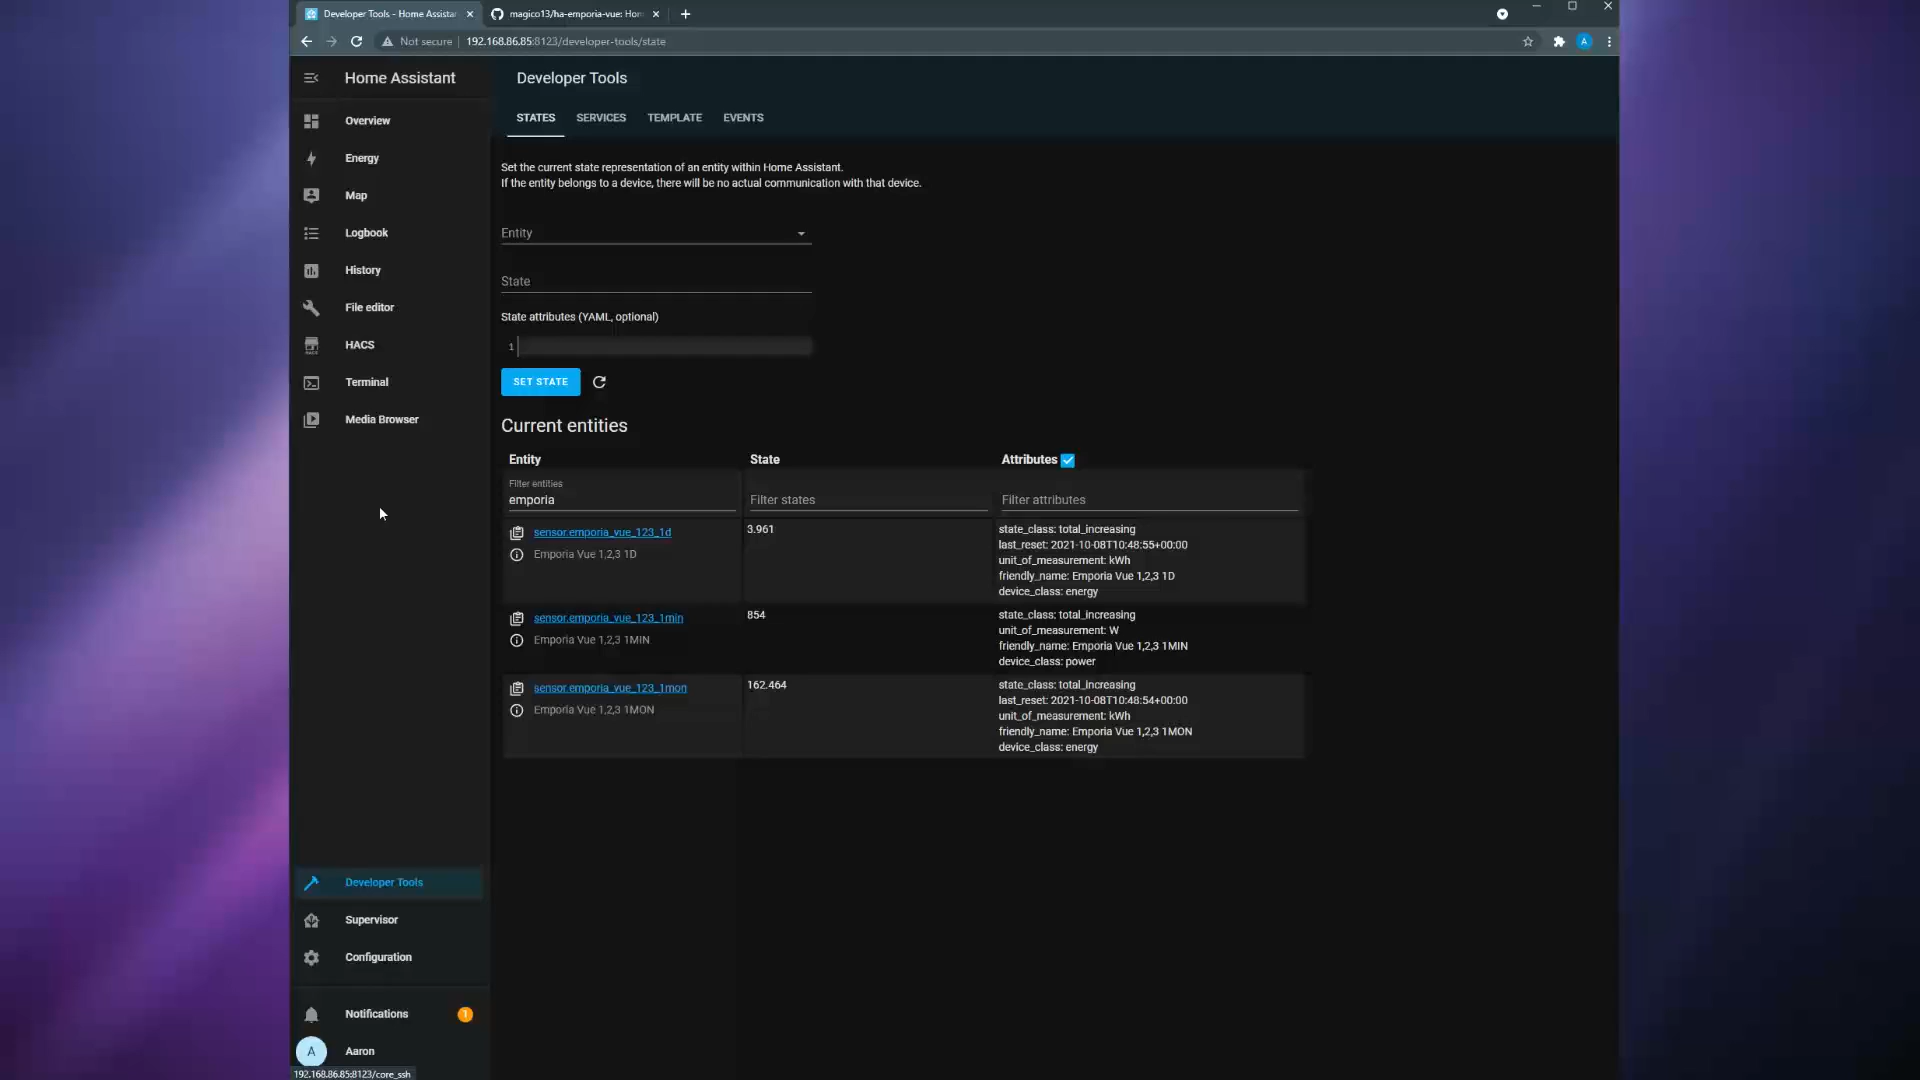 Developer Tools - Home Assistan
magico13/ha-emporia-vue: Hom
Not secure
192.168.86.85:8123/developer-tools/state
A
Home Assistant
Developer Tools
Overview
Energy
Map
Logbook
History
File editor
HACS
Terminal
Media Browser
Developer Tools
Supervisor
Configuration
Notifications
1
A
Aaron
192.168.86.85:8123/core_ssh
STATES
SERVICES
TEMPLATE
EVENTS
Set the current state representation of an entity within Home Assistant.
If the entity belongs to a device, there will be no actual communication with that device.
Entity
State
State attributes (YAML, optional)
1
SET STATE
Current entities
Entity
State
Attributes
Filter entities
emporia
Filter states
Filter attributes
sensor.emporia_vue_123_1d
Emporia Vue 1,2,3 1D
3.961
state_class: total_increasing
last_reset: 2021-10-08T10:48:55+00:00
unit_of_measurement: kWh
friendly_name: Emporia Vue 1,2,3 1D
device_class: energy
sensor.emporia_vue_123_1min
Emporia Vue 1,2,3 1MIN
854
state_class: total_increasing
unit_of_measurement: W
friendly_name: Emporia Vue 1,2,3 1MIN
device_class: power
sensor.emporia_vue_123_1mon
Emporia Vue 1,2,3 1MON
162.464
state_class: total_increasing
last_reset: 2021-10-08T10:48:54+00:00
unit_of_measurement: kWh
friendly_name: Emporia Vue 1,2,3 1MON
device_class: energy